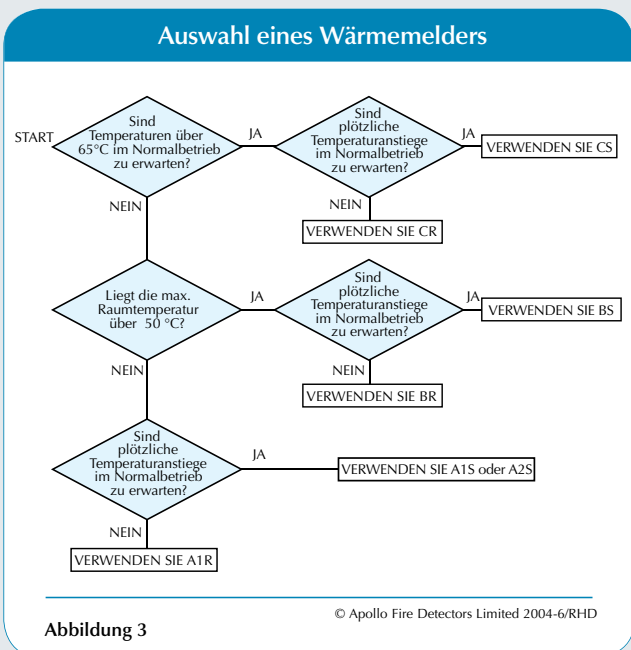 Auswahl eines Wärmemelders
START
Sind
Temperaturen über
65°C im Normalbetrieb
zu erwarten?
JA
Sind
plötzliche
Temperaturanstiege
im Normalbetrieb
zu erwarten?
JA
VERWENDEN SIE CS
NEIN
NEIN
VERWENDEN SIE CR
Liegt die max.
Raumtemperatur
über 50 °C?
JA
Sind
plötzliche
Temperaturanstiege
im Normalbetrieb
zu erwarten?
JA
VERWENDEN SIE BS
NEIN
NEIN
VERWENDEN SIE BR
Sind
plötzliche
Temperaturanstiege
im Normalbetrieb
zu erwarten?
JA
VERWENDEN SIE A1S oder A2S
NEIN
VERWENDEN SIE A1R
© Apollo Fire Detectors Limited 2004-6/RHD
Abbildung 3